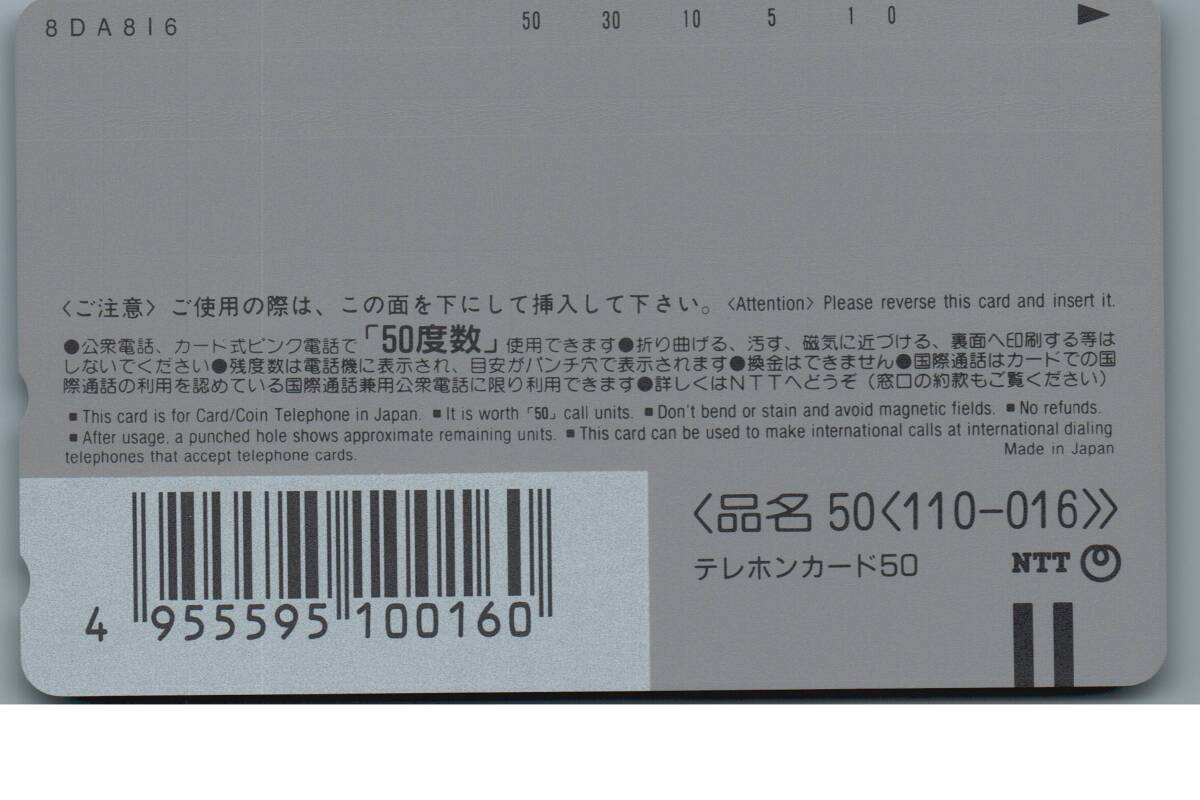 8DA816 50 30 10 5 1 0
〈ご注意〉ご使用の際は、この面を下にして挿入して下さい。〈Attention〉Please reverse this card and insert it.
●公衆電話、カード式ピンク電話で「50度数」使用できます●折り曲げる、汚す、磁気に近づける、裏面へ印刷する等は
しないでください●残度数は電話機に表示され、目安がパンチ穴で表示されます●換金はできません●国際通話はカードでの国
際通話の利用を認めている国際通話兼用公衆電話に限り利用できます●詳しくはNTTへどうぞ（窓口の約款もご覧ください）
■ This card is for Card/Coin Telephone in Japan. ■ It is worth「50」call units. ■ Don't bend or stain and avoid magnetic fields. ■ No refunds.
■ After usage, a punched hole shows approximate remaining units. ■ This card can be used to make international calls at international dialing
telephones that accept telephone cards. Made in Japan
〈品名 50〈110-016〉〉
テレホンカード50 NTT
4 955595 100160